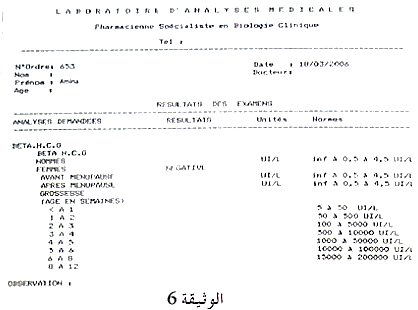 LABORATOIRE D'ANALYSES MEDICALES
Pharmacienne Spécialiste en Biologie Clinique
Tel :
N°Ordre: 653
Date : 18/03/2006
Nom :
Docteur:
Prénom : Amina
Age :
RESULTATS DES EXAMENS
ANALYSES DEMANDEES RESULTATS Unités Normes
BETA.H.C.G
BETA H.C.G
HOMMES UI/L inf à 0,5 à 4,5 UI/L
FEMMES NEGATIVE
AVANT MENOPAUSE UI/L inf à 0,5 à 4,5 UI/L
APRES MENOPAUSE UI/L inf à 0,5 à 4,5 UI/L
GROSSESSE
(AGE EN SEMAINES)
< A 1 5 à 50 UI/L
1 A 2 50 à 500 UI/L
2 A 3 100 à 5000 UI/L
3 A 4 500 à 10000 UI/L
4 A 5 1000 à 50000 UI/L
5 A 6 10000 à 100000 UI/L
6 A 8 15000 à 200000 UI/L
8 A 12
OBSERVATION :
الوثيقة 6